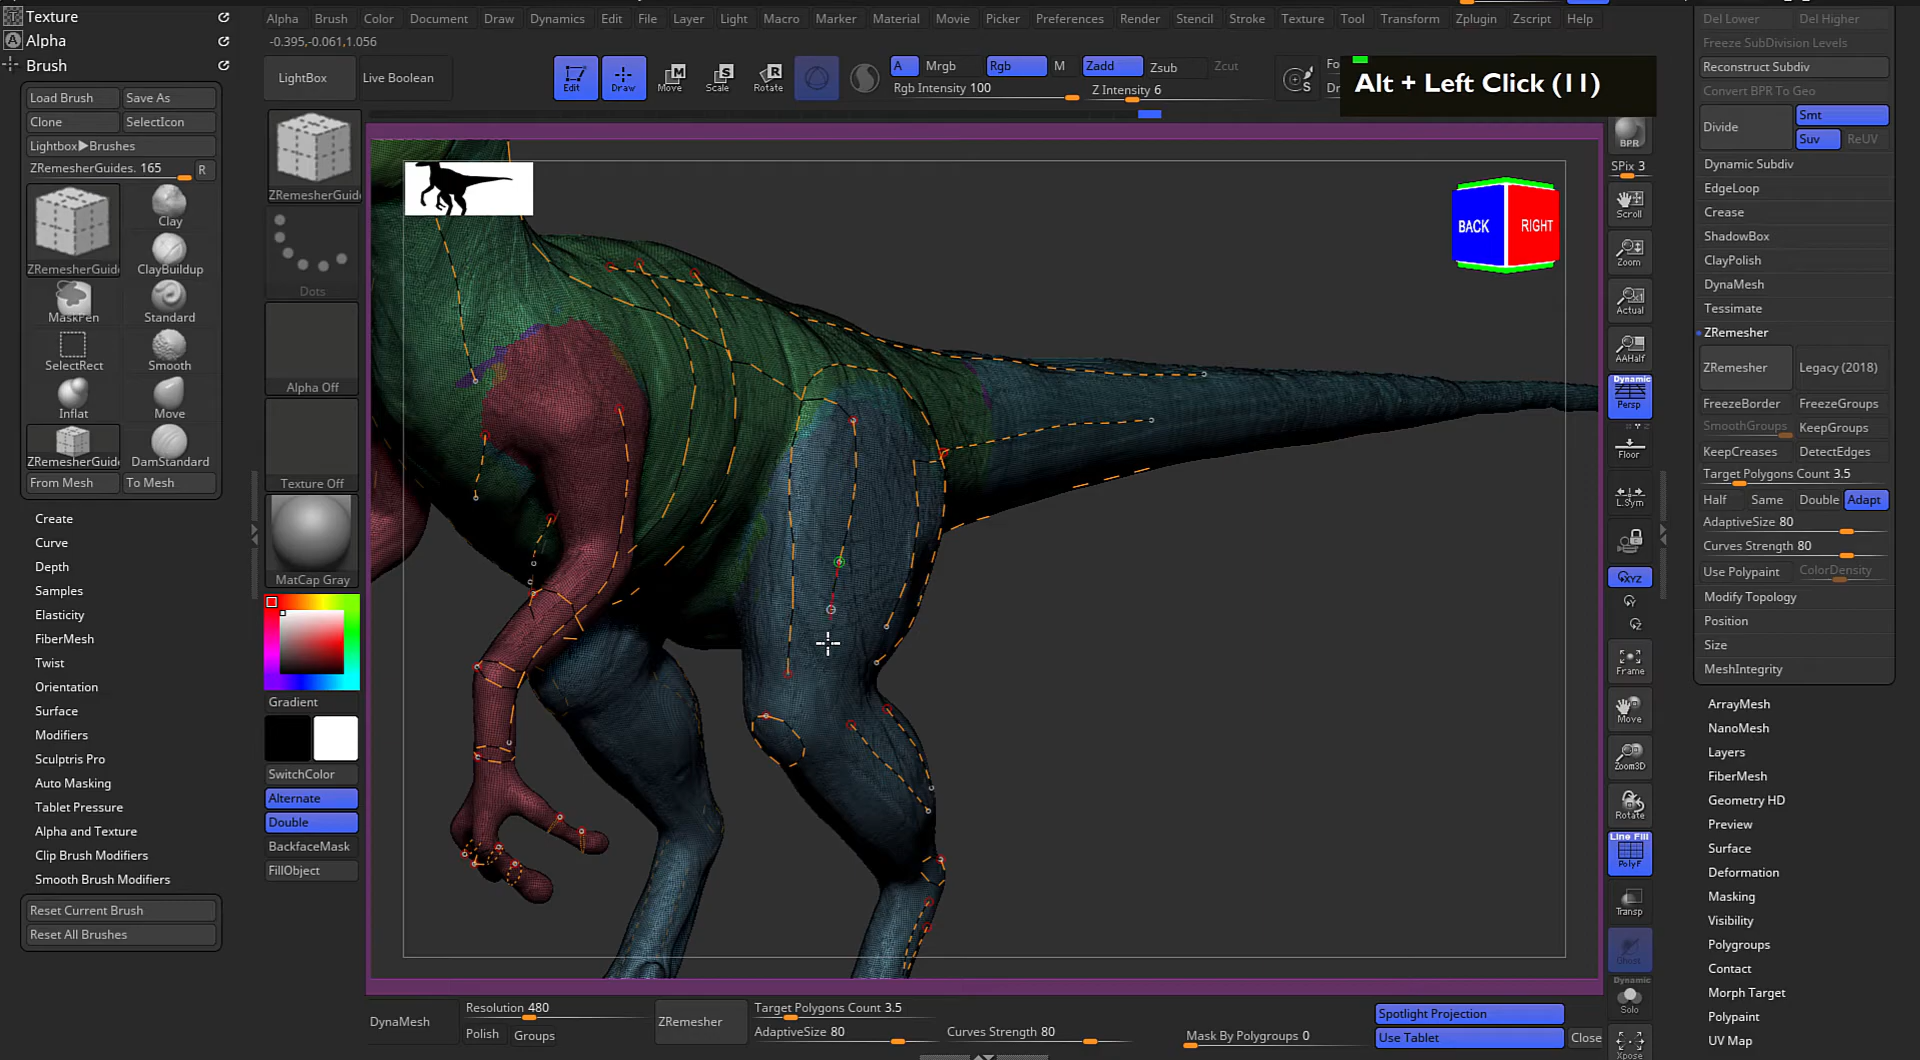 Texture
Alpha
Brush
Load Brush
Save As
Clone
SelectIcon
Lightbox▶Brushes
ZRemesherGuides. 165
R
ZRemesherGuid
Clay
ClayBuildup
MaskPen
Standard
SelectRect
Smooth
Inflat
Move
ZRemesherGuid
DamStandard
From Mesh
To Mesh
Create
Curve
Depth
Samples
Elasticity
FiberMesh
Twist
Orientation
Surface
Modifiers
Sculptris Pro
Auto Masking
Tablet Pressure
Alpha and Texture
Clip Brush Modifiers
Smooth Brush Modifiers
Reset Current Brush
Reset All Brushes
Alpha Brush Color Document Draw Dynamics Edit File Layer Light Macro Marker Material Movie Picker Preferences Render Stencil Stroke Texture Tool Transform Zplugin Zscript Help
-0.395,-0.061,1.056
LightBox
Live Boolean
Edit
Draw
Move
Scale
Rotate
A
Mrgb
Rgb
M
Zadd
Zsub
Zcut
Rgb Intensity 100
Z Intensity 6
S
Fo
Dr
Alt + Left Click (11)
ZRemesherGuid
Dots
Alpha Off
Texture Off
MatCap Gray
Gradient
SwitchColor
Alternate
Double
BackfaceMask
FillObject
BACK
RIGHT
BPR
SPix 3
Scroll
Zoom
Actual
AAHalf
Dynamic
Persp
Floor
L.Sym
XYZ
Y
Z
Frame
Move
Zoom3D
Rotate
Line Fill
PolyF
Transp
Ghost
Dynamic
Solo
Xpose
Del Lower
Del Higher
Freeze SubDivision Levels
Reconstruct Subdiv
Convert BPR To Geo
Divide
Smt
Suv
ReUV
Dynamic Subdiv
EdgeLoop
Crease
ShadowBox
ClayPolish
DynaMesh
Tessimate
ZRemesher
ZRemesher
Legacy (2018)
FreezeBorder
FreezeGroups
SmoothGroups
KeepGroups
KeepCreases
DetectEdges
Target Polygons Count 3.5
Half
Same
Double
Adapt
AdaptiveSize 80
Curves Strength 80
Use Polypaint
ColorDensity
Modify Topology
Position
Size
MeshIntegrity
ArrayMesh
NanoMesh
Layers
FiberMesh
Geometry HD
Preview
Surface
Deformation
Masking
Visibility
Polygroups
Contact
Morph Target
Polypaint
UV Map
DynaMesh
Resolution 480
Polish
Groups
ZRemesher
Target Polygons Count 3.5
AdaptiveSize 80
Curves Strength 80
Mask By Polygroups 0
Spotlight Projection
Use Tablet
Close